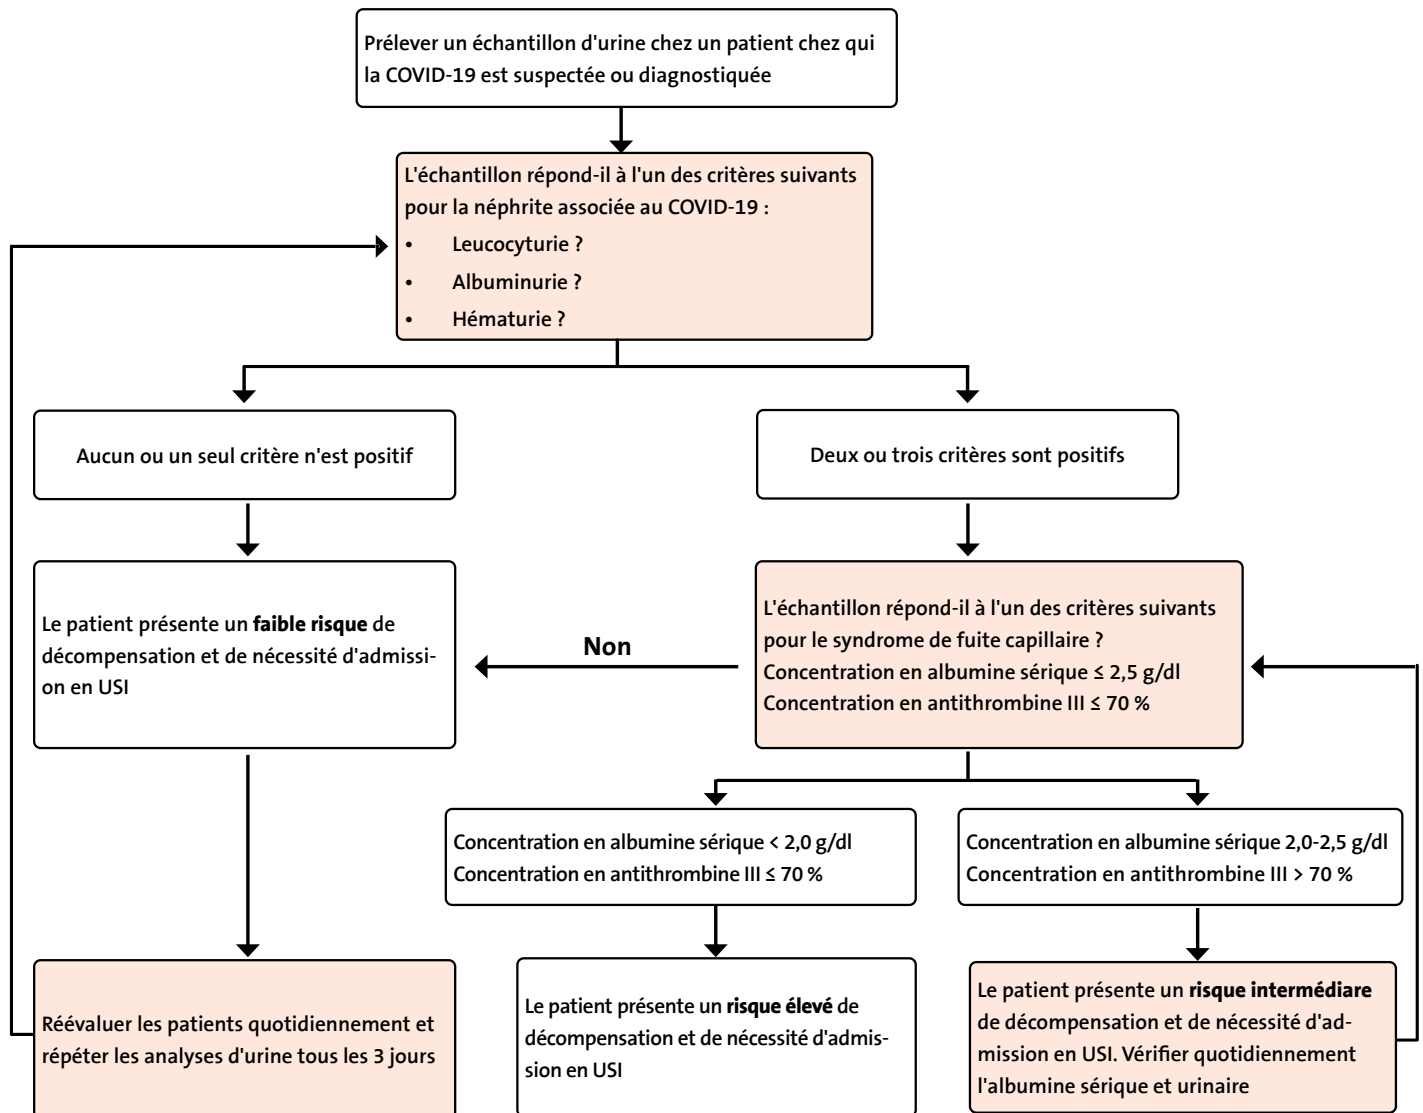 Prélever un échantillon d'urine chez un patient chez qui
la COVID-19 est suspectée ou diagnostiquée
L'échantillon répond-il à l'un des critères suivants
pour la néphrite associée au COVID-19 :
• Leucocyturie ?
• Albuminurie ?
• Hématurie ?
Aucun ou un seul critère n'est positif
Deux ou trois critères sont positifs
Le patient présente un faible risque de
décompensation et de nécessité d'admissi-
on en USI
Non
L'échantillon répond-il à l'un des critères suivants
pour le syndrome de fuite capillaire ?
Concentration en albumine sérique ≤ 2,5 g/dl
Concentration en antithrombine III ≤ 70 %
Concentration en albumine sérique < 2,0 g/dl
Concentration en antithrombine III ≤ 70 %
Concentration en albumine sérique 2,0-2,5 g/dl
Concentration en antithrombine III > 70 %
Réévaluer les patients quotidiennement et
répéter les analyses d'urine tous les 3 jours
Le patient présente un risque élevé de
décompensation et de nécessité d'admis-
sion en USI
Le patient présente un risque intermédiare
de décompensation et de nécessité d'ad-
mission en USI. Vérifier quotidiennement
l'albumine sérique et urinaire